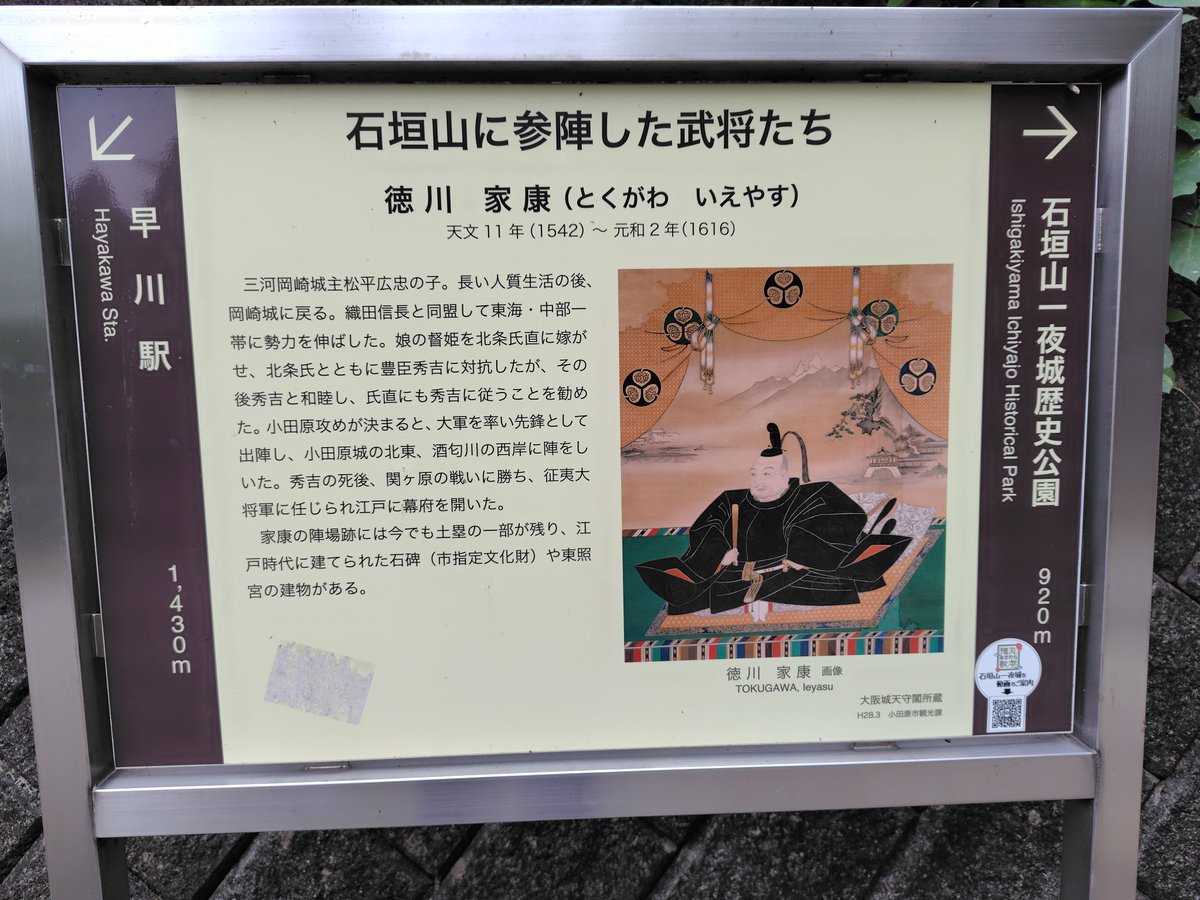 石垣山に参陣した武将たち
徳川 家康（とくがわ いえやす）
天文11年（1542）～元和2年（1616）
三河岡崎城主松平広忠の子。長い人質生活の後、
岡崎城に戻る。織田信長と同盟して東海・中部一
帯に勢力を伸ばした。娘の督姫を北条氏直に嫁が
せ、北条氏とともに豊臣秀吉に対抗したが、その
後秀吉と和睦し、氏直にも秀吉に従うことを勧め
た。小田原攻めが決まると、大軍を率い先鋒として
出陣し、小田原城の北東、酒匂川の西岸に陣をし
いた。秀吉の死後、関ヶ原の戦いに勝ち、征夷大
将軍に任じられ江戸に幕府を開いた。
家康の陣場跡には今でも土塁の一部が残り、江
戸時代に建てられた石碑（市指定文化財）や東照
宮の建物がある。
徳川 家康 画像
TOKUGAWA, Ieyasu
大阪城天守閣所蔵
H28.3 小田原市観光課
←
早川駅
Hayakawa Sta.
1,430m
→
石垣山一夜城歴史公園
Ishigakiyama Ichiyajo Historical Park
920m
石垣山一夜城を
動画でご案内